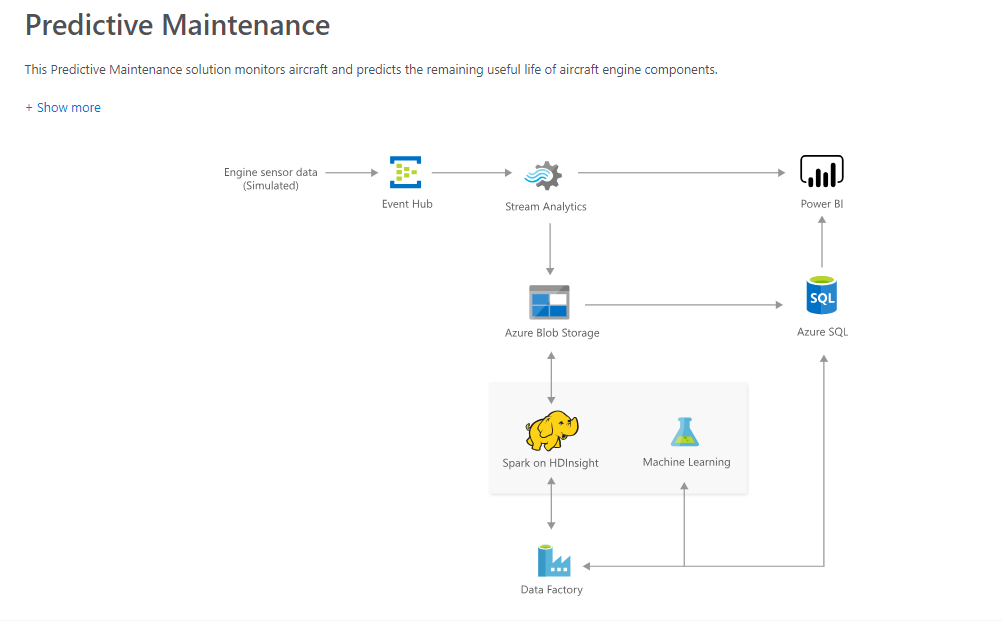 Predictive Maintenance
This Predictive Maintenance solution monitors aircraft and predicts the remaining useful life of aircraft engine components.
+ Show more
Engine sensor data
(Simulated)
Event Hub
Stream Analytics
Power BI
Azure Blob Storage
SQL
Azure SQL
Spark on HDInsight
Machine Learning
Data Factory